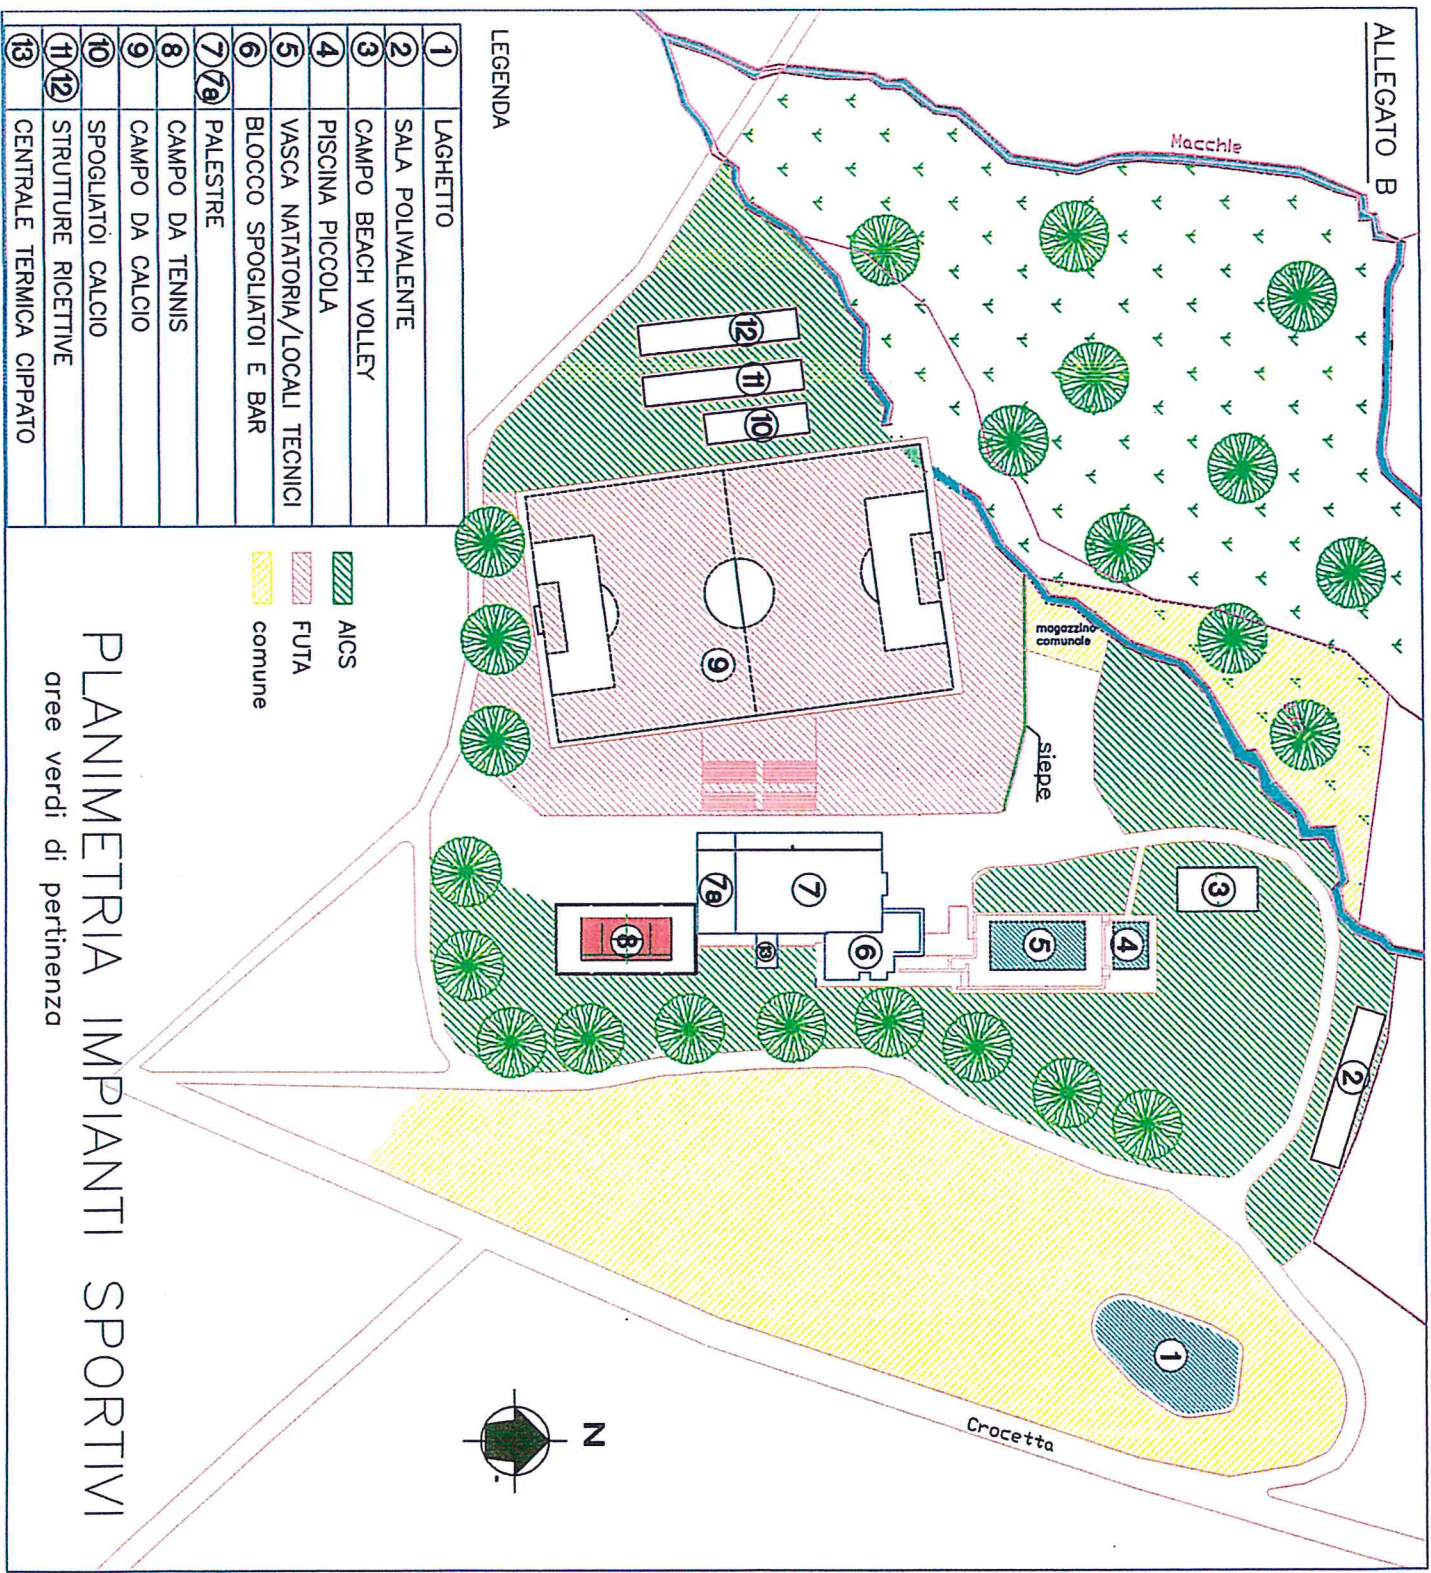 ALLEGATO B
Macchie
magazzino
comunale
siepe
12
11
10
9
7a
7
8
13
6
5
4
3
2
1
Crocetta
N
LEGENDA
1 LAGHETTO
2 SALA POLIVALENTE
3 CAMPO BEACH VOLLEY
4 PISCINA PICCOLA
5 VASCA NATATORIA/LOCALI TECNICI
6 BLOCCO SPOGLIATOI E BAR
7 7a PALESTRE
8 CAMPO DA TENNIS
9 CAMPO DA CALCIO
10 SPOGLIATOI CALCIO
11 12 STRUTTURE RICETTIVE
13 CENTRALE TERMICA CIPPATO
AICS
FUTA
comune
PLANIMETRIA IMPIANTI SPORTIVI
aree verdi di pertinenza